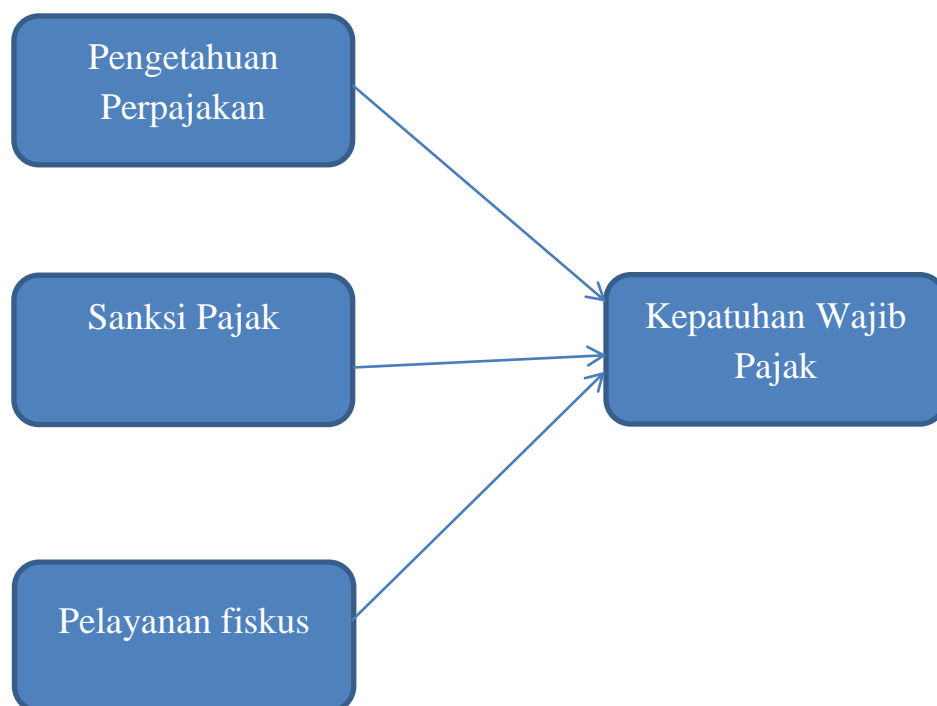 Pengetahuan
Perpajakan
Sanksi Pajak
Kepatuhan Wajib
Pajak
Pelayanan fiskus